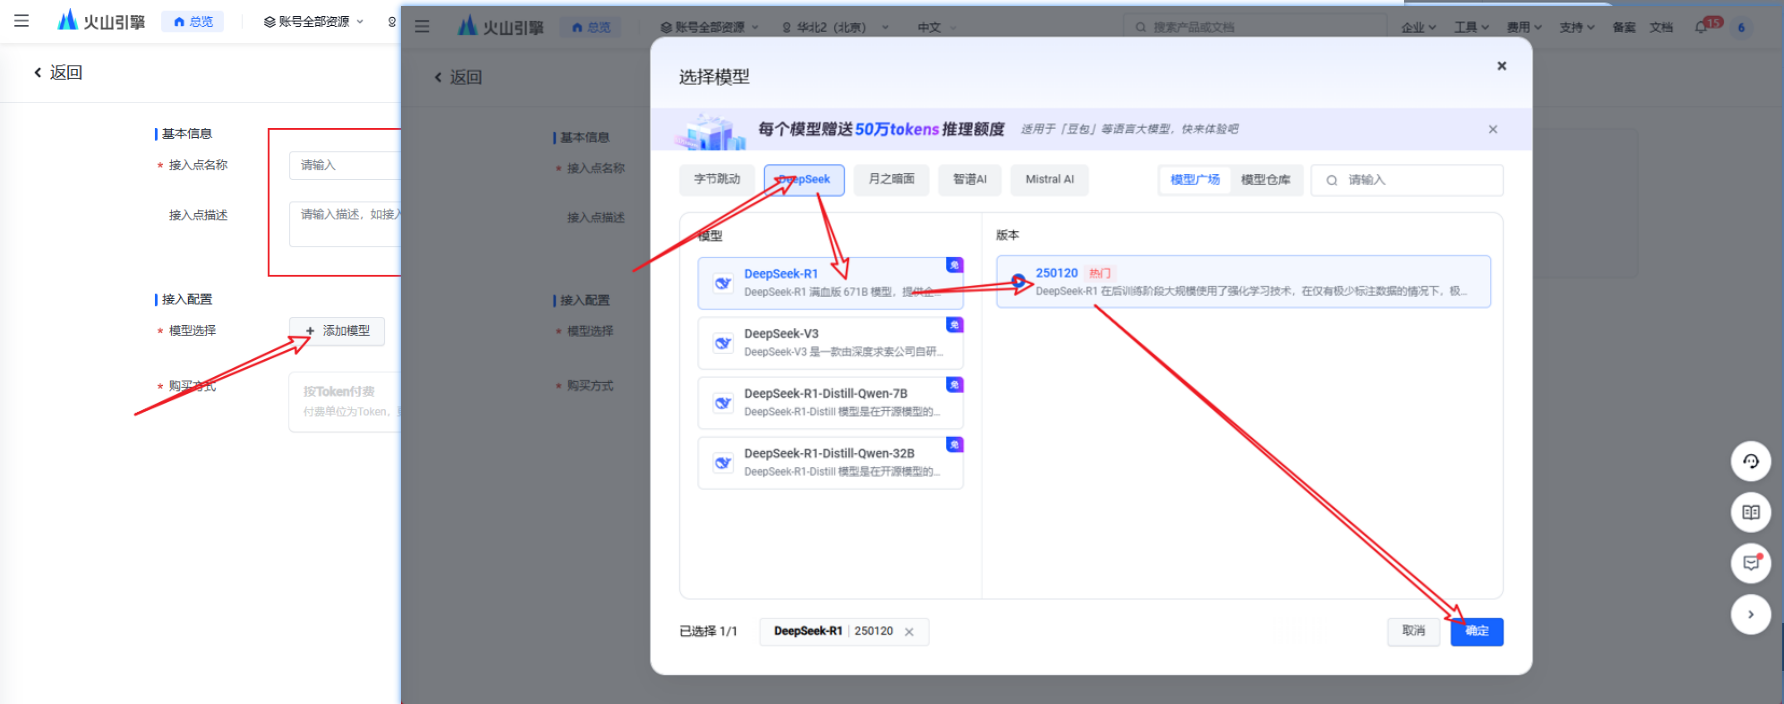 火山引擎
总览
账号全部资源
返回
基本信息
* 接入点名称
请输入
接入点描述
请输入描述，如接入
接入配置
* 模型选择
+ 添加模型
* 购买方式
按Token付费
付费单位为Token，
火山引擎
总览
账号全部资源
华北2（北京）
中文
搜索产品或文档
企业
工具
费用
支持
备案
文档
15
6
返回
基本信息
* 接入点名称
接入点描述
接入配置
* 模型选择
* 购买方式
选择模型
每个模型赠送 50万tokens 推理额度
适用于「豆包」等语言大模型，快来体验吧
字节跳动
DeepSeek
月之暗面
智谱AI
Mistral AI
模型广场
模型仓库
请输入
模型
DeepSeek-R1
免
DeepSeek-R1 满血版 671B 模型，提供企...
DeepSeek-V3
免
DeepSeek-V3 是一款由深度求索公司自研...
DeepSeek-R1-Distill-Qwen-7B
免
DeepSeek-R1-Distill 模型是在开源模型的...
DeepSeek-R1-Distill-Qwen-32B
免
DeepSeek-R1-Distill 模型是在开源模型的...
版本
250120 热门
DeepSeek-R1 在后训练阶段大规模使用了强化学习技术，在仅有极少标注数据的情况下，极...
已选择 1/1
DeepSeek-R1 | 250120
取消
确定